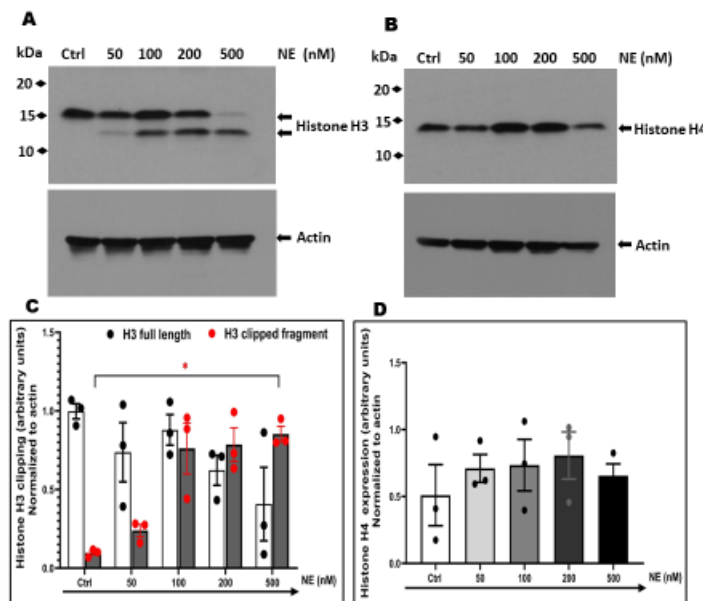 A
kDa Ctrl 50 100 200 500 NE (nM)
20
15
10
Histone H3
Actin
B
kDa Ctrl 50 100 200 500 NE (nM)
20
15
10
Histone H4
Actin
C
H3 full length H3 clipped fragment
Histone H3 clipping (arbitrary units)
Normalized to actin
1.5
1.0
0.5
0.0
*
Ctrl 50 100 200 500 NE (nM)
D
Histone H4 expression (arbitrary units)
Normalized to actin
1.5
1.0
0.5
0.0
Ctrl 50 100 200 500 NE (nM)